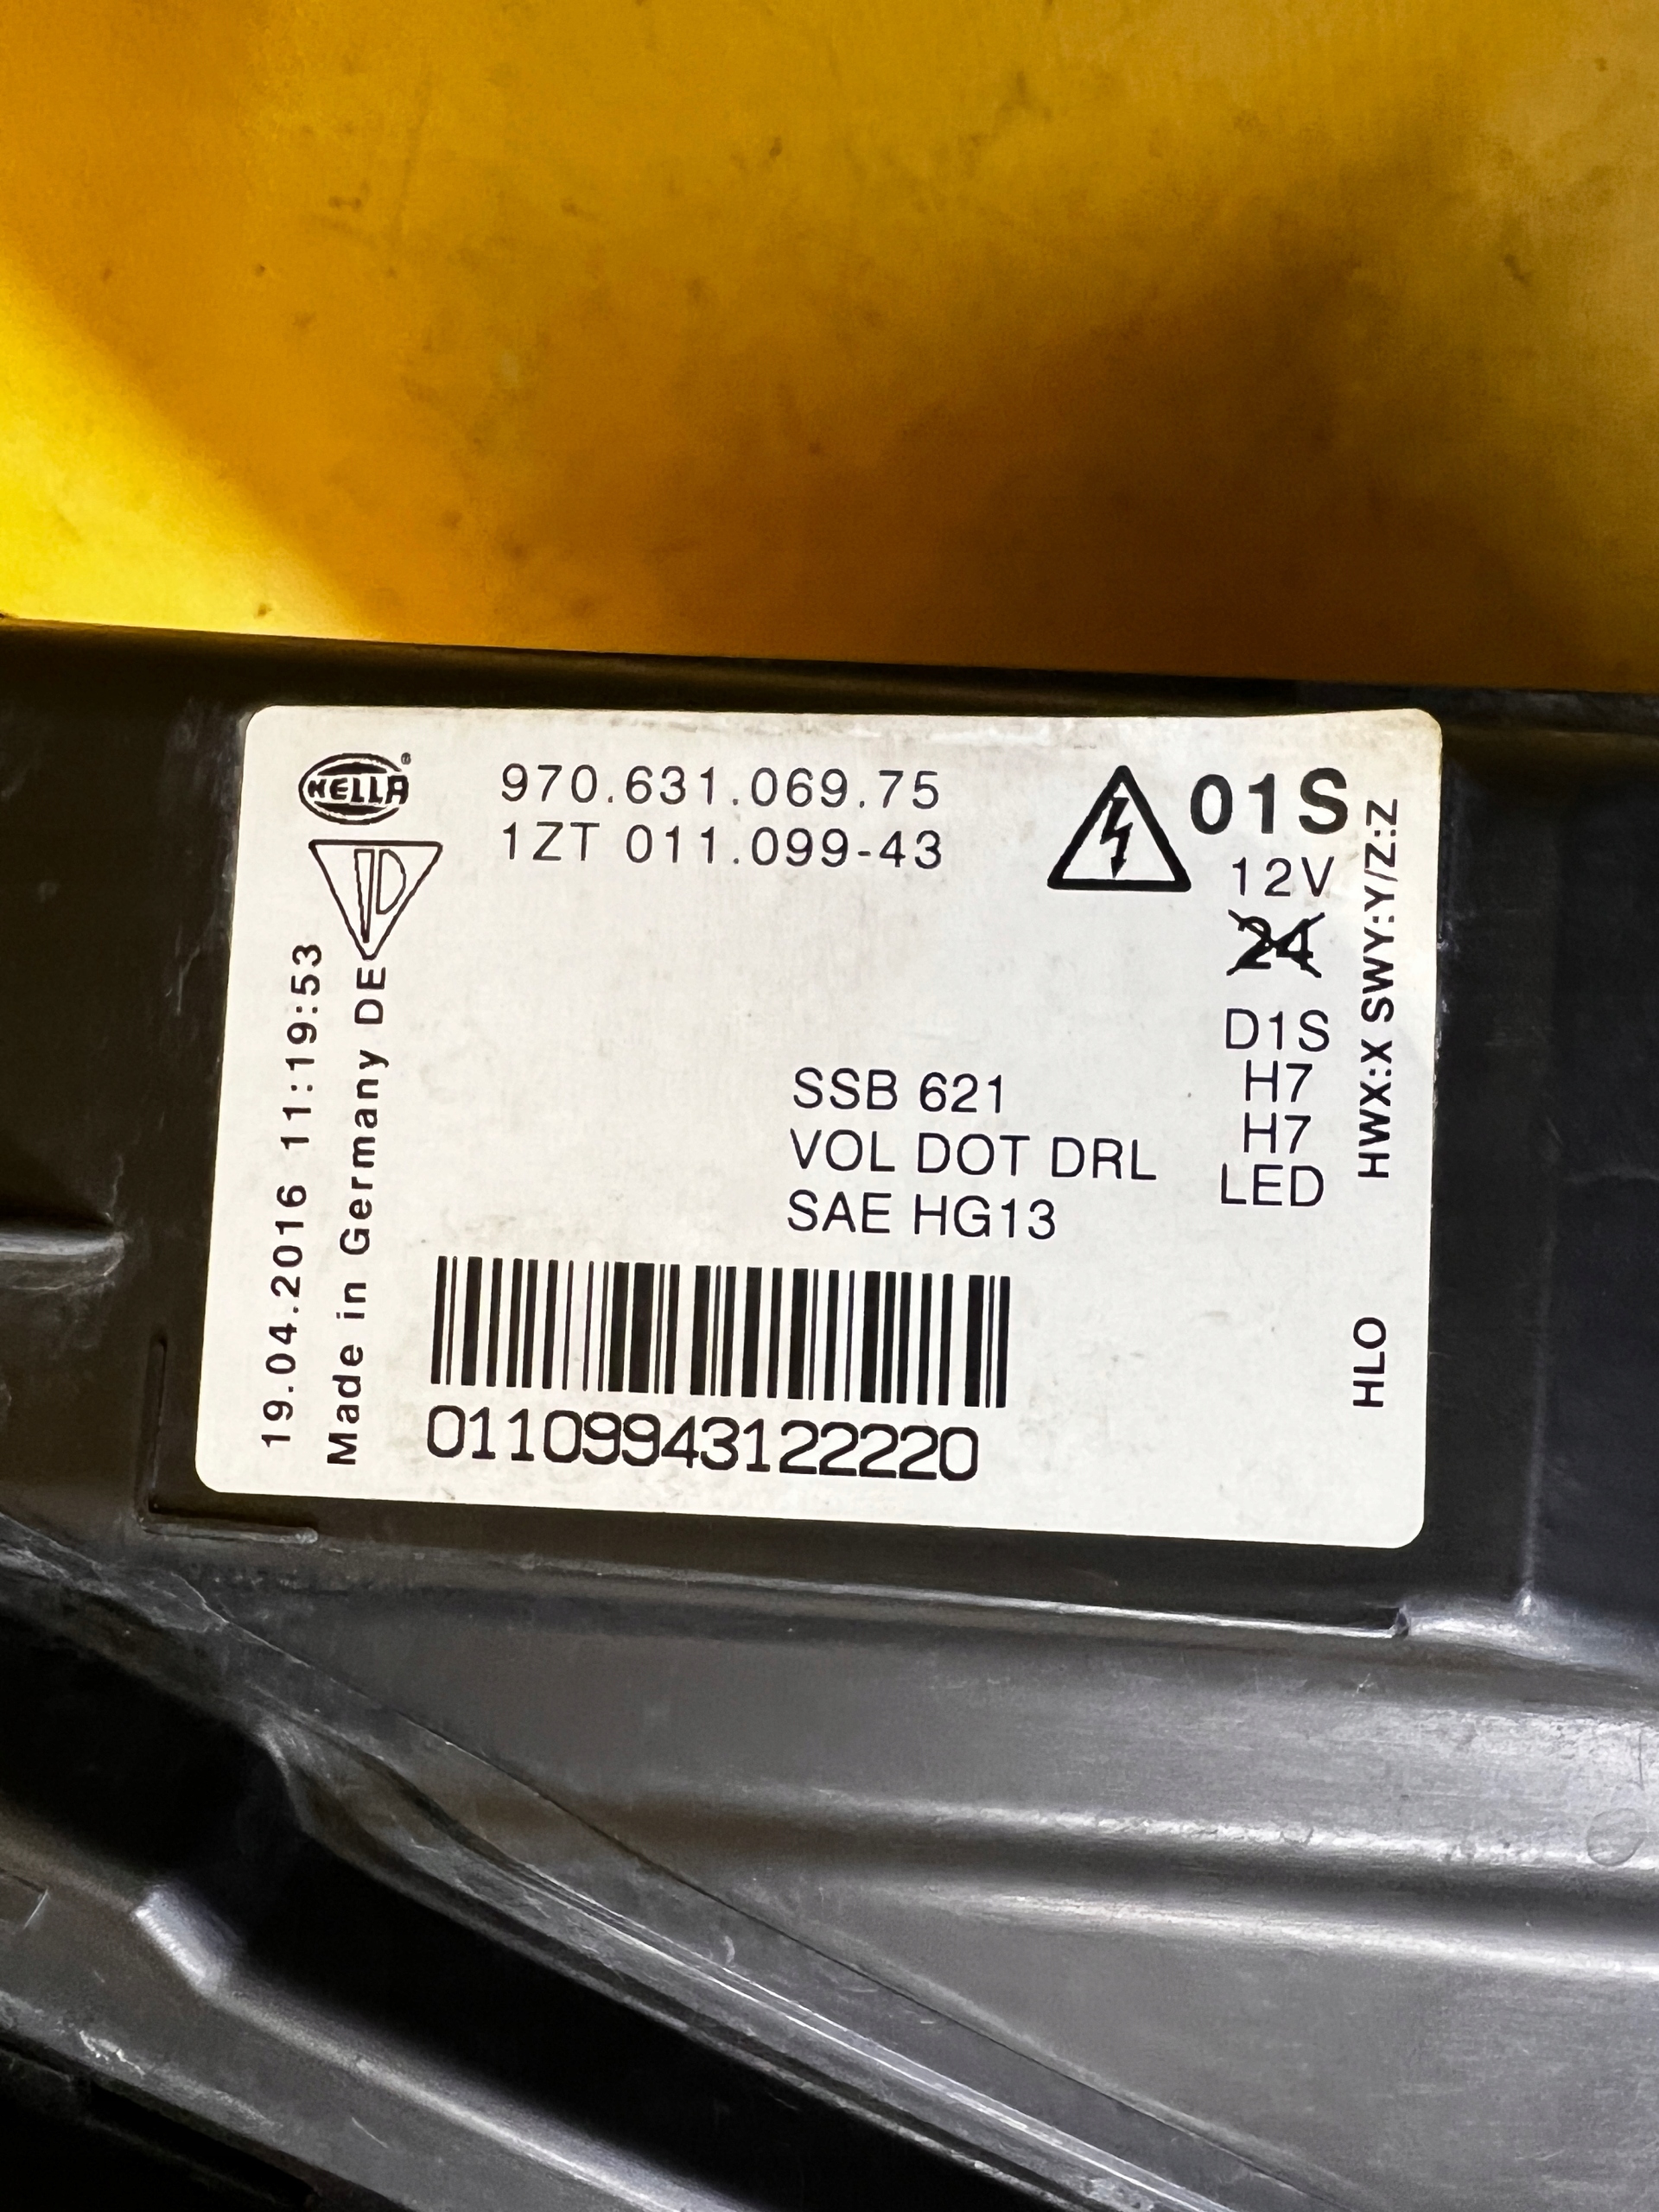 HELLA
970.631.069.75
1ZT 011.099-43
01S
12V
24
D1S
H7
H7
LED
HWX:X SWY:Y/Z:Z
HLO
SSB 621
VOL DOT DRL
SAE HG13
19.04.2016 11:19:53
Made in Germany DE
01109943122220